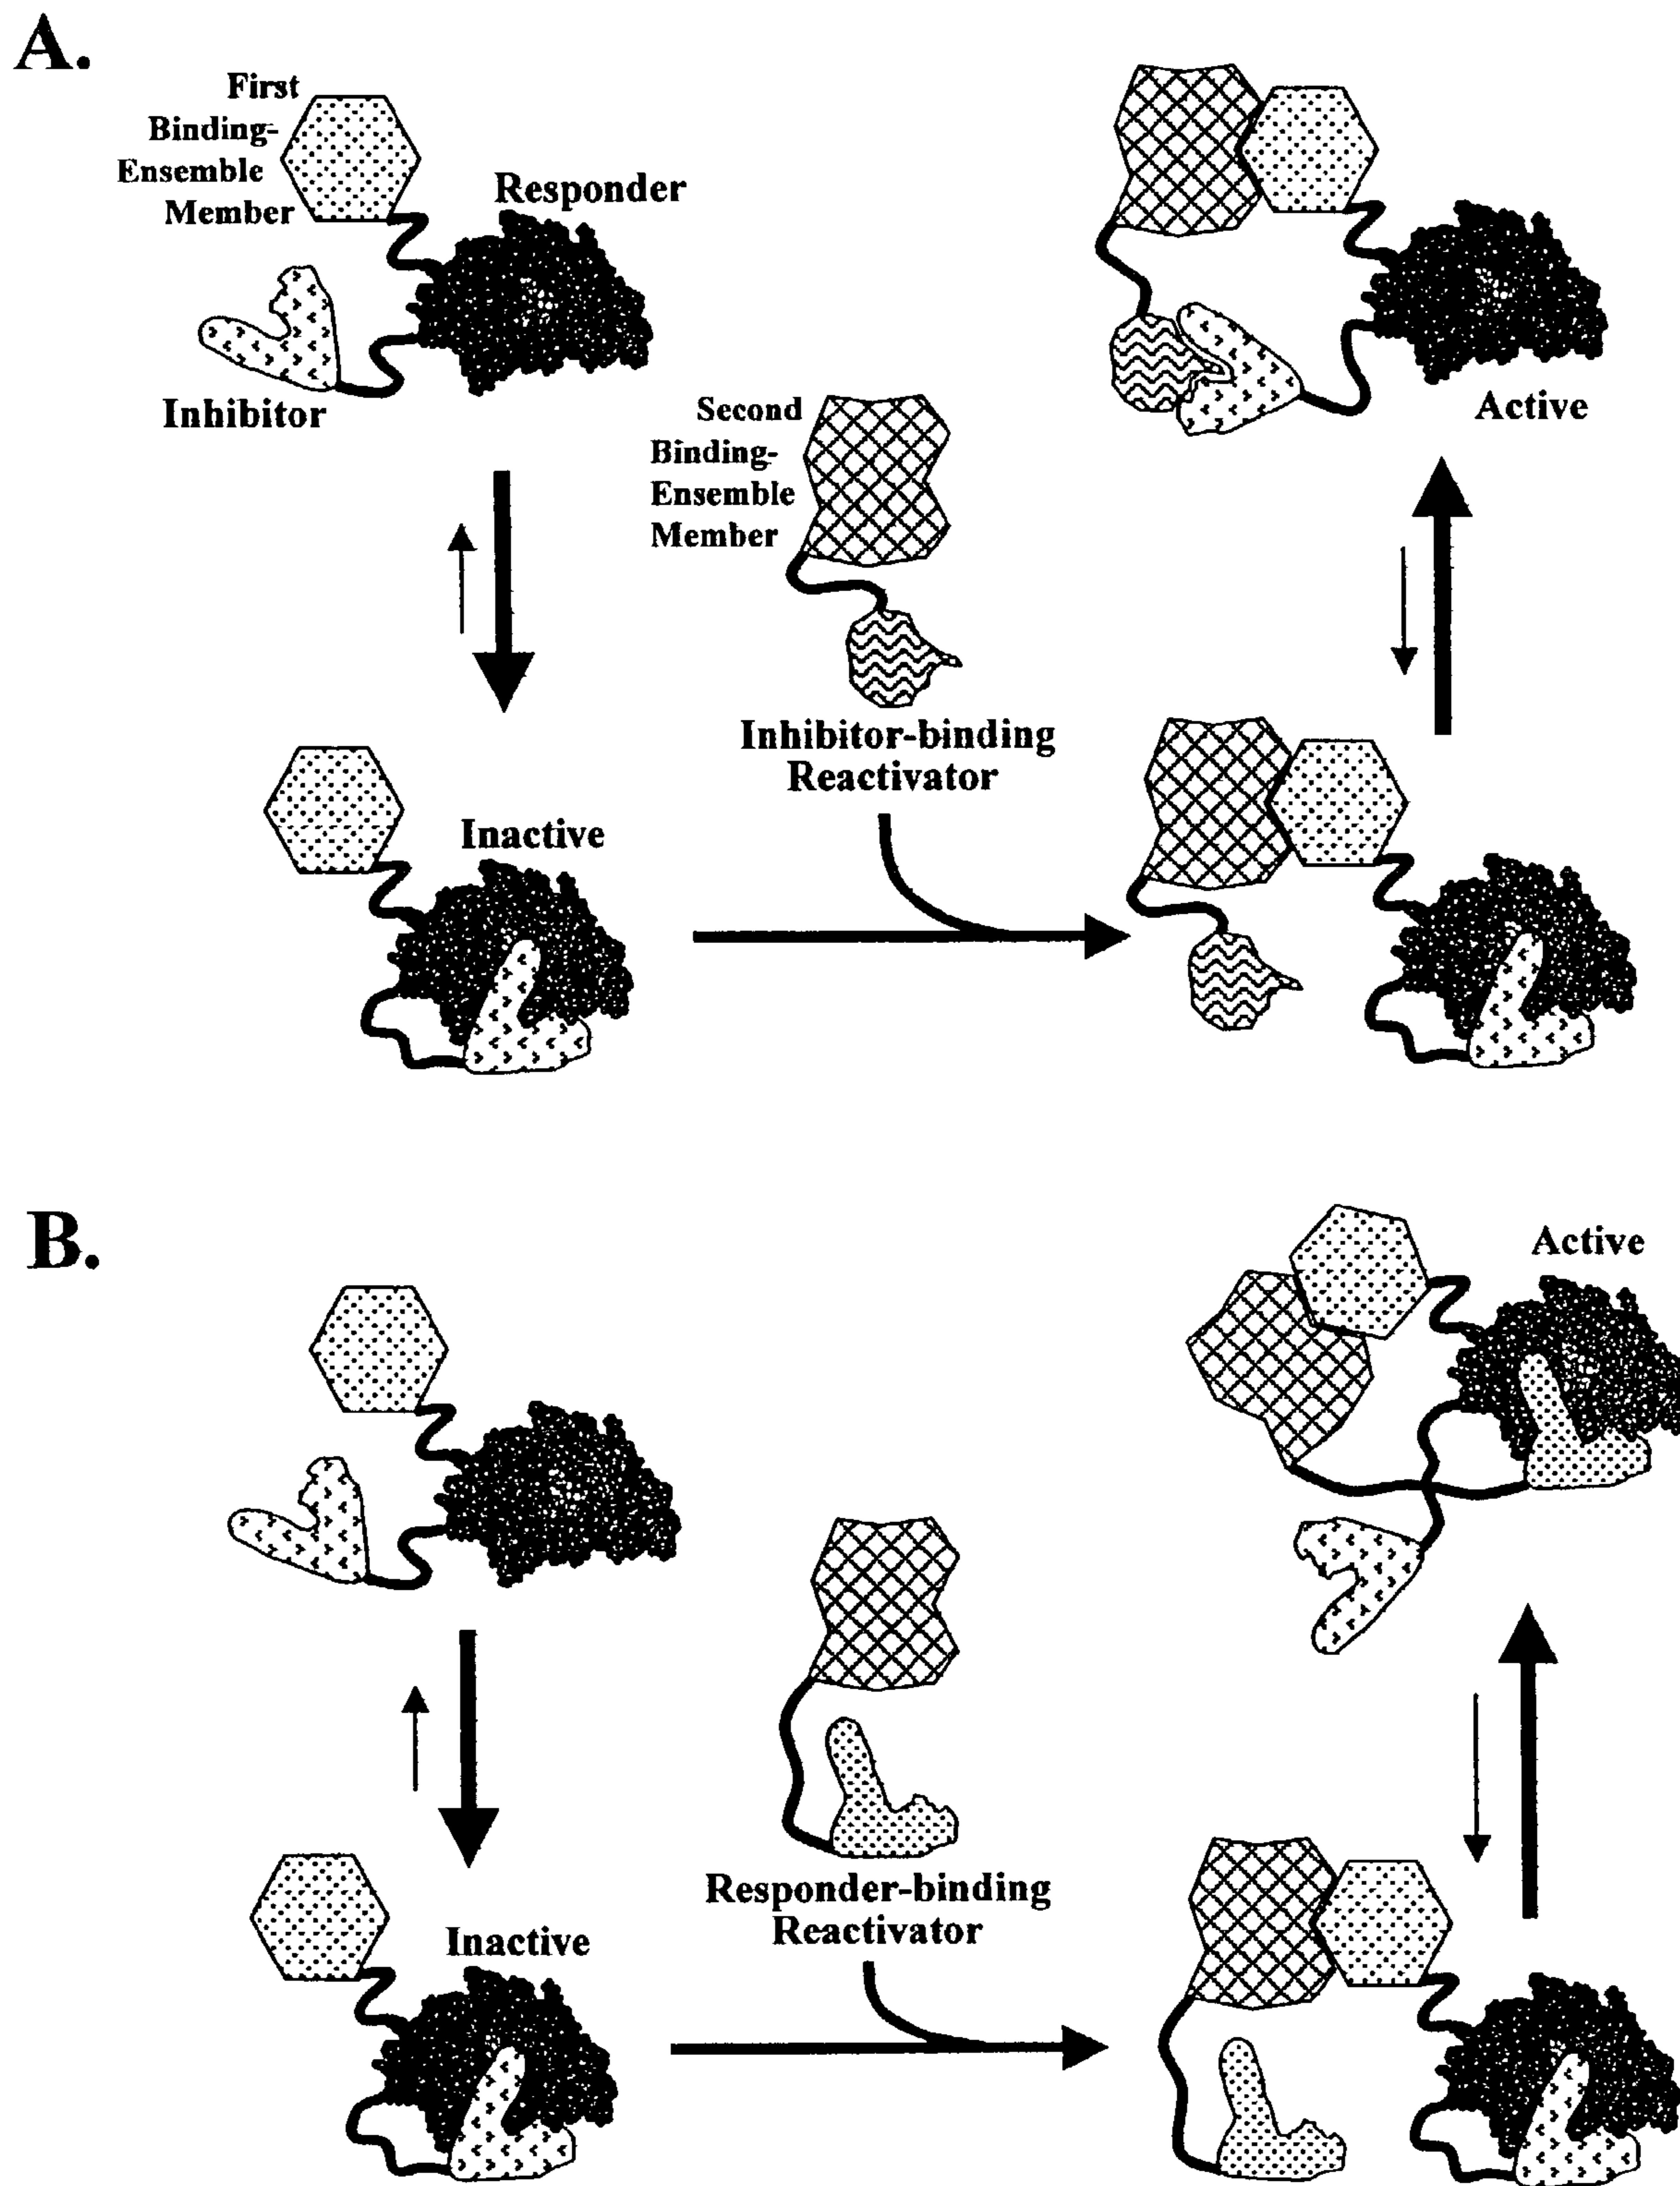 A.
First
Binding-
Ensemble
Member
Responder
Inhibitor
Active
Second
Binding-
Ensemble
Member
Inhibitor-binding
Reactivator
Inactive
B.
Active
Responder-binding
Reactivator
Inactive